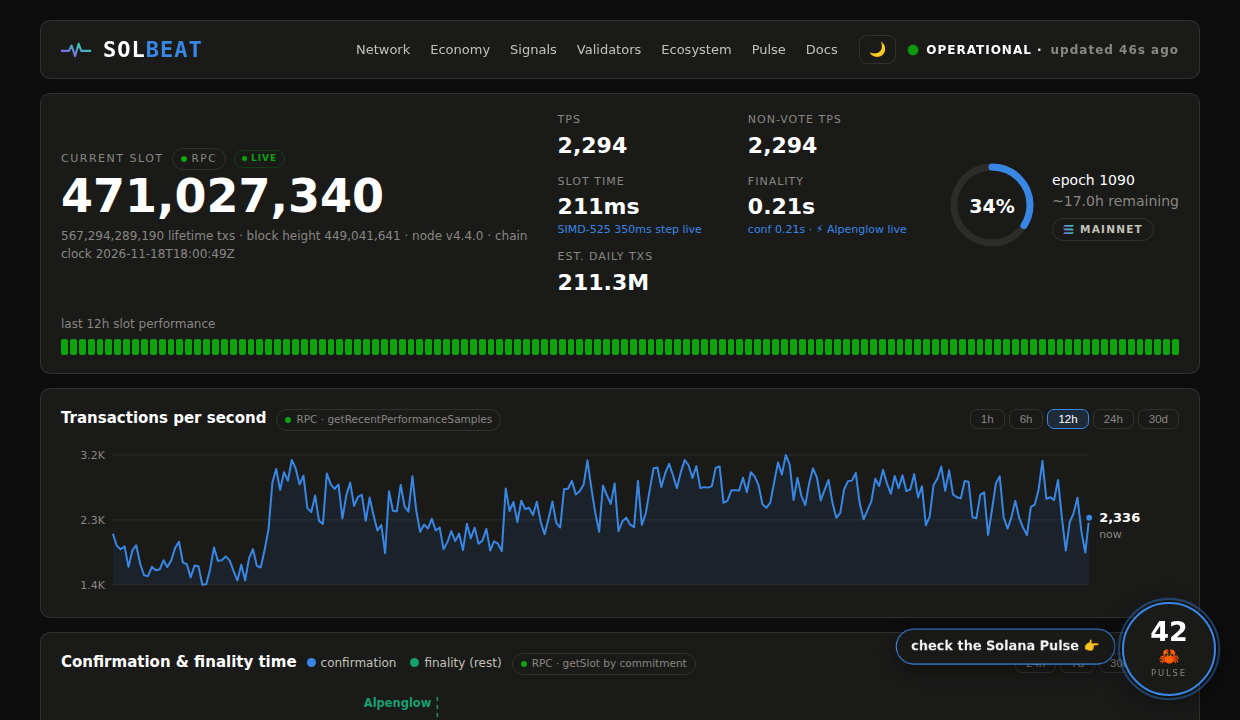 SOLBEAT
Network Economy Signals Validators Ecosystem Pulse Docs
OPERATIONAL · updated 46s ago
CURRENT SLOT RPC LIVE
471,027,340
567,294,289,190 lifetime txs · block height 449,041,641 · node v4.4.0 · chain
clock 2026-11-18T18:00:49Z
TPS
2,294
NON-VOTE TPS
2,294
SLOT TIME
211ms
SIMD-525 350ms step live
FINALITY
0.21s
conf 0.21s · ⚡ Alpenglow live
EST. DAILY TXS
211.3M
34%
epoch 1090
~17.0h remaining
MAINNET
last 12h slot performance
Transactions per second RPC · getRecentPerformanceSamples
1h 6h 12h 24h 30d
3.2K
2.3K
1.4K
2,336
now
Confirmation & finality time confirmation finality (rest) RPC · getSlot by commitment
Alpenglow
check the Solana Pulse 👉
42
🦀
PULSE